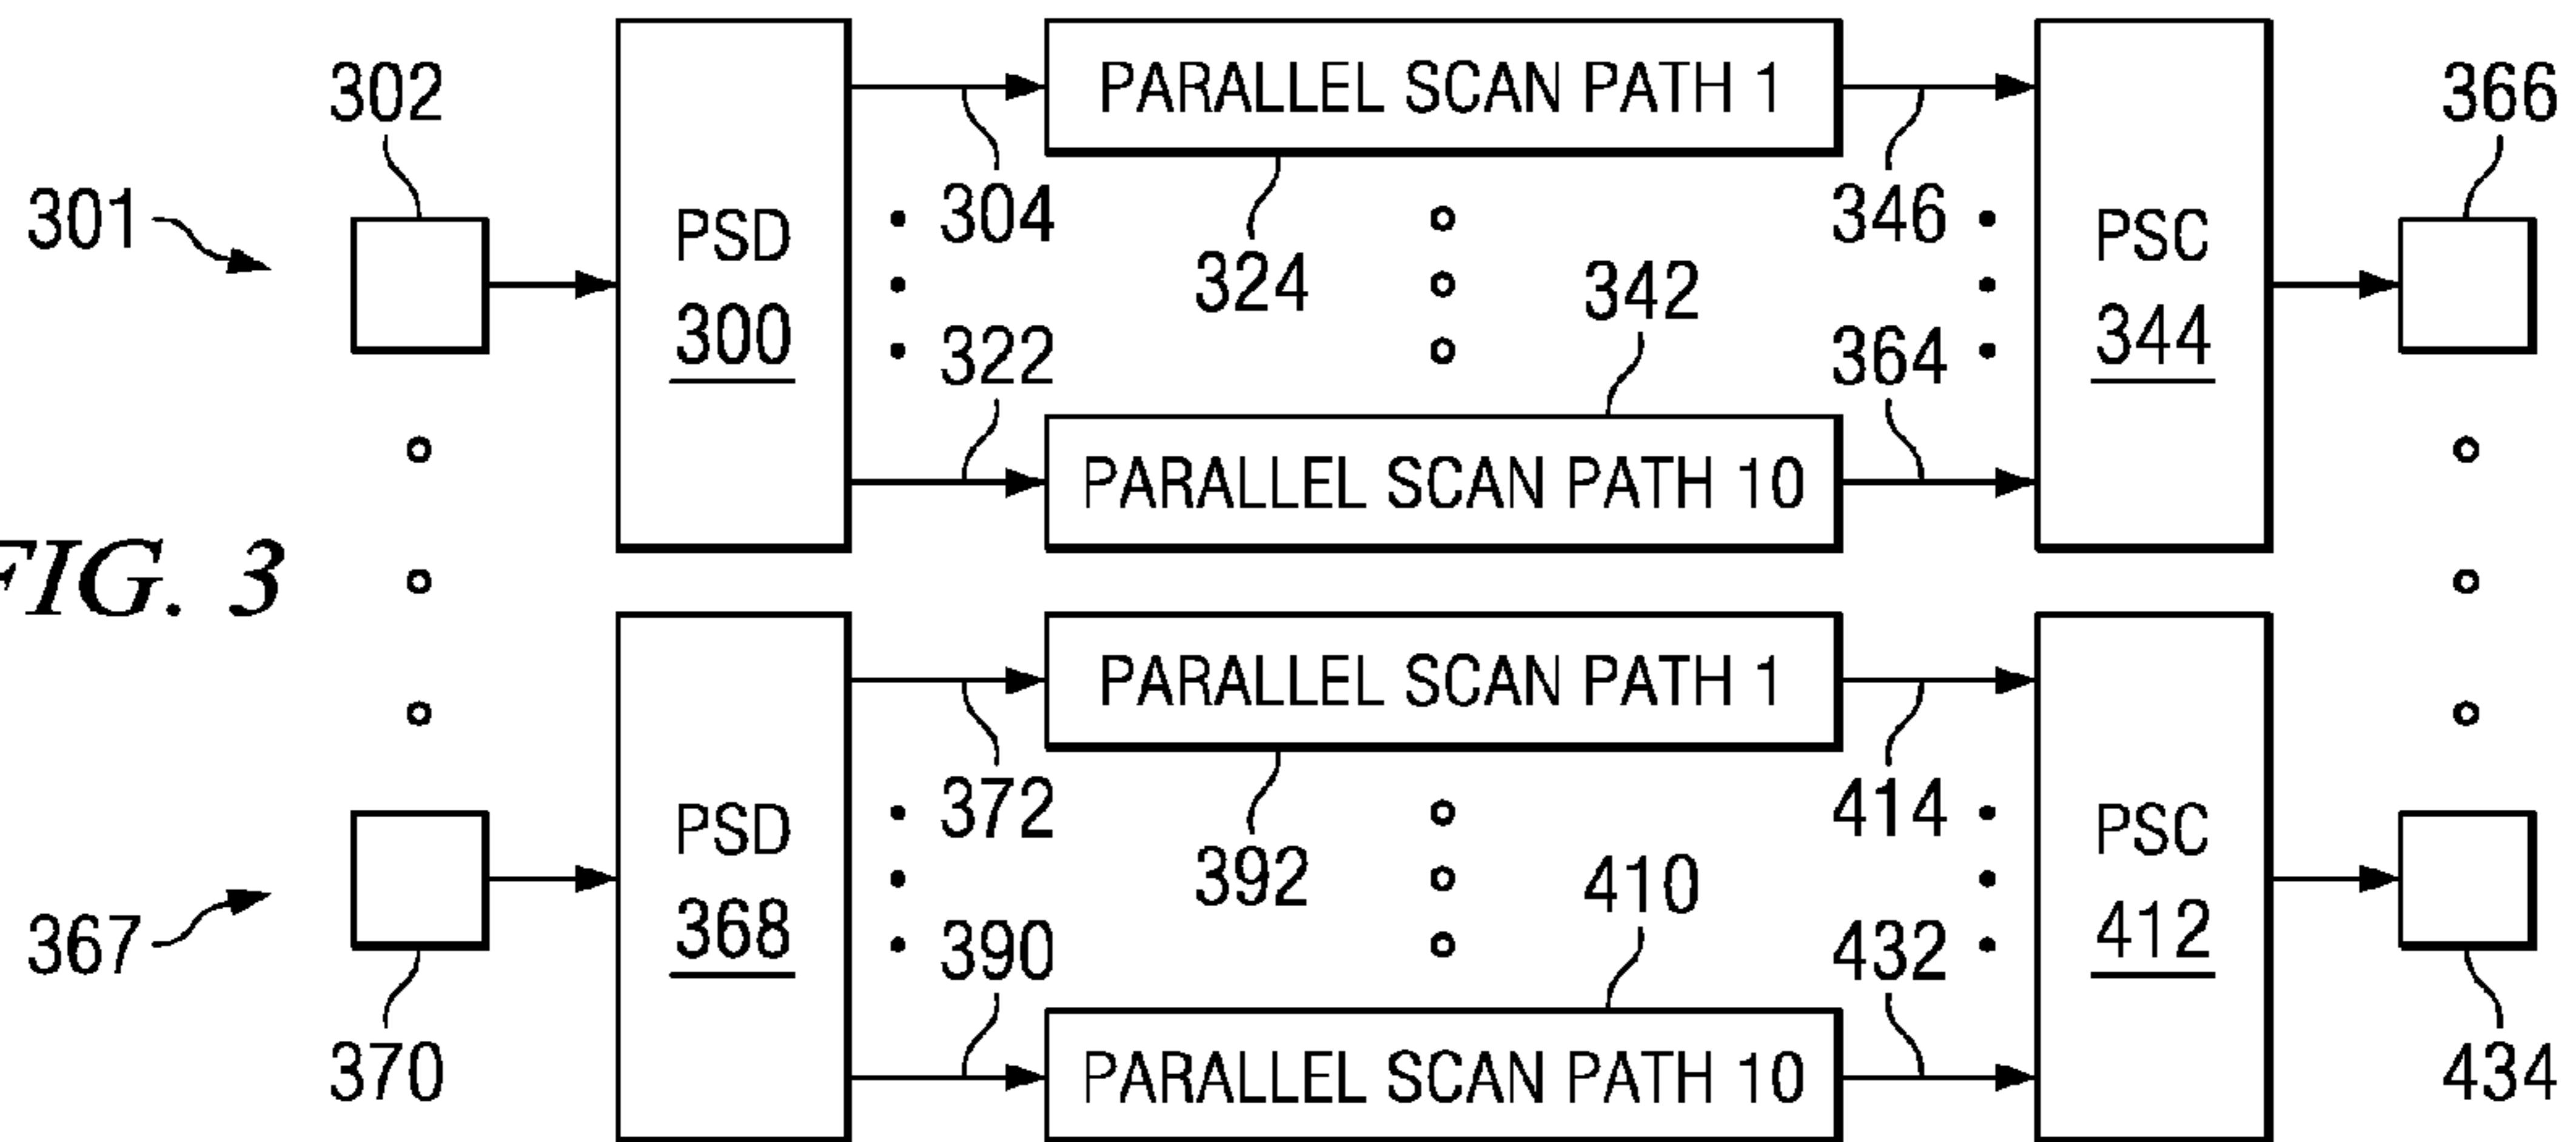 302
PARALLEL SCAN PATH 1
366
301
PSD
300
304
324
346
PSC
344
342
322
364
PARALLEL SCAN PATH 10
FIG. 3
PARALLEL SCAN PATH 1
PSD
368
372
392
414
PSC
412
410
367
390
432
370
PARALLEL SCAN PATH 10
434